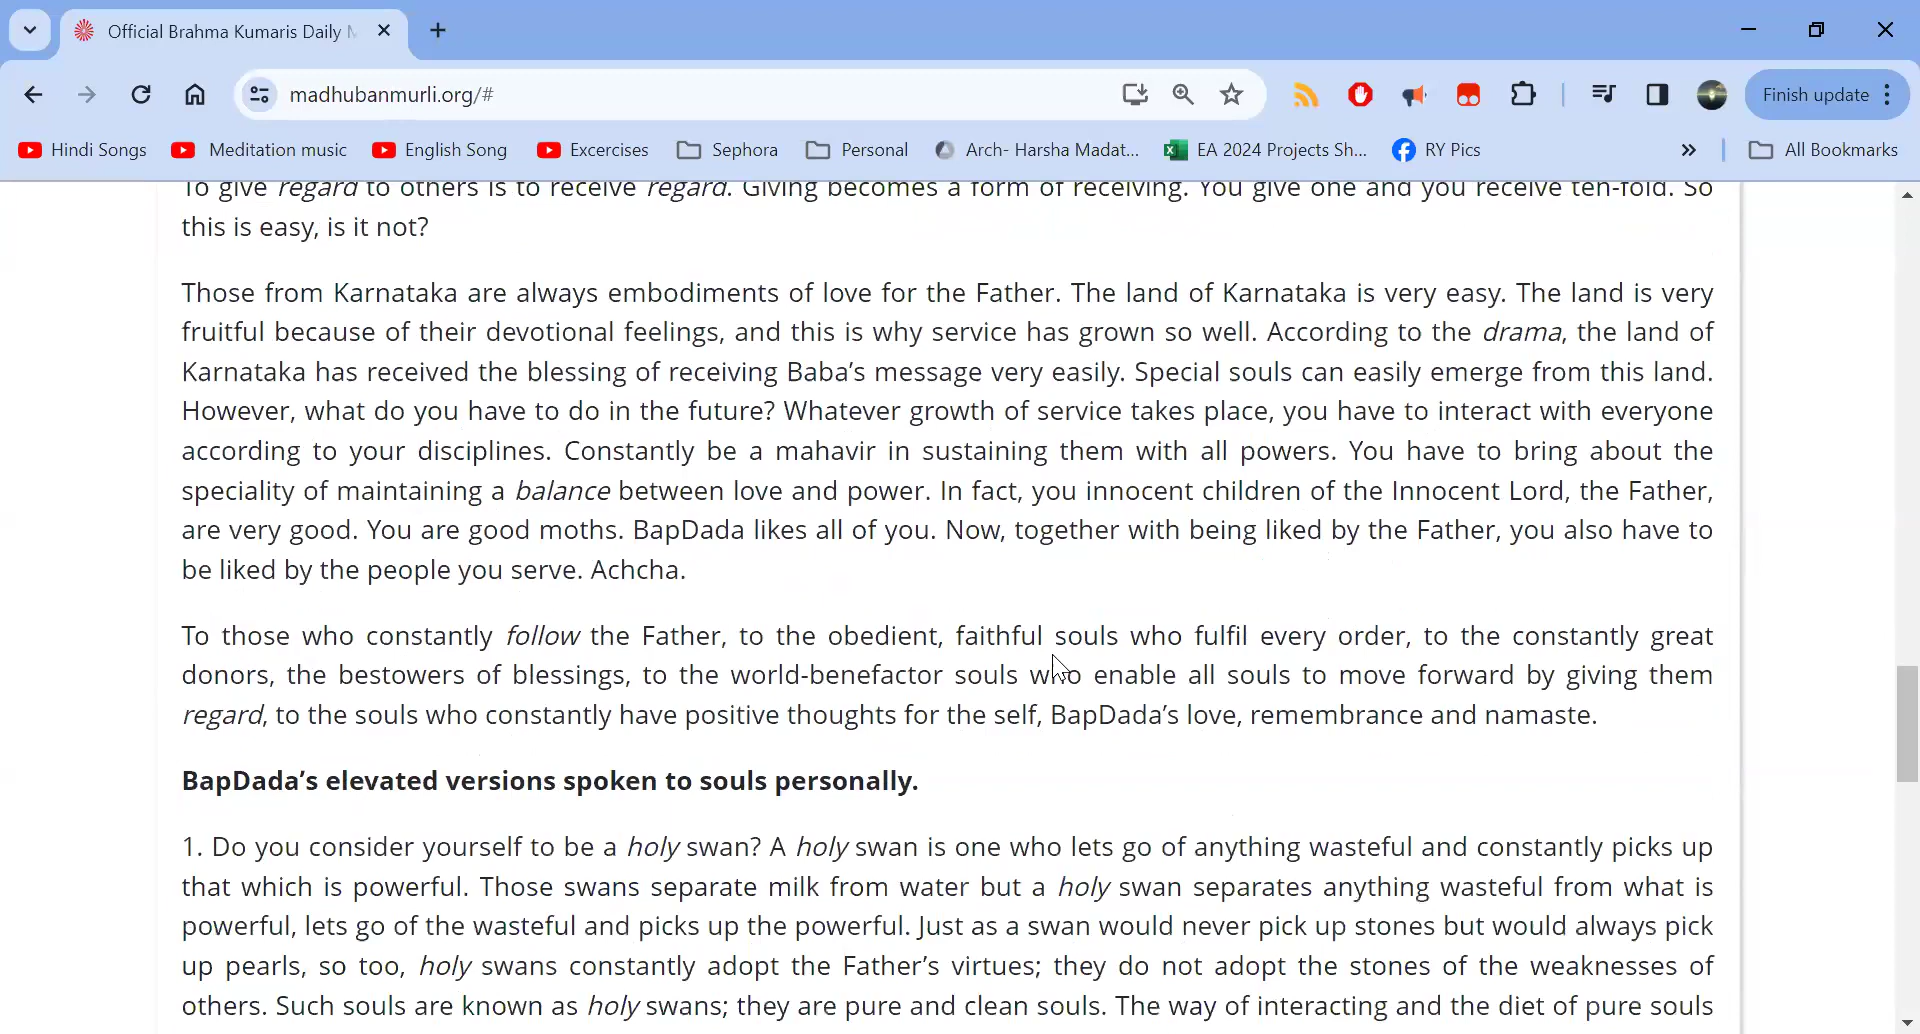 Official Brahma Kumaris Daily
madhubanmurli.org/#
Finish update
Hindi Songs Meditation music English Song Excercises Sephora Personal Arch- Harsha Madat... EA 2024 Projects Sh... RY Pics » All Bookmarks
To give regard to others is to receive regard. Giving becomes a form of receiving. You give one and you receive ten-fold. So
this is easy, is it not?
Those from Karnataka are always embodiments of love for the Father. The land of Karnataka is very easy. The land is very
fruitful because of their devotional feelings, and this is why service has grown so well. According to the drama, the land of
Karnataka has received the blessing of receiving Baba’s message very easily. Special souls can easily emerge from this land.
However, what do you have to do in the future? Whatever growth of service takes place, you have to interact with everyone
according to your disciplines. Constantly be a mahavir in sustaining them with all powers. You have to bring about the
speciality of maintaining a balance between love and power. In fact, you innocent children of the Innocent Lord, the Father,
are very good. You are good moths. BapDada likes all of you. Now, together with being liked by the Father, you also have to
be liked by the people you serve. Achcha.
To those who constantly follow the Father, to the obedient, faithful souls who fulfil every order, to the constantly great
donors, the bestowers of blessings, to the world-benefactor souls who enable all souls to move forward by giving them
regard, to the souls who constantly have positive thoughts for the self, BapDada’s love, remembrance and namaste.
BapDada’s elevated versions spoken to souls personally.
1. Do you consider yourself to be a holy swan? A holy swan is one who lets go of anything wasteful and constantly picks up
that which is powerful. Those swans separate milk from water but a holy swan separates anything wasteful from what is
powerful, lets go of the wasteful and picks up the powerful. Just as a swan would never pick up stones but would always pick
up pearls, so too, holy swans constantly adopt the Father’s virtues; they do not adopt the stones of the weaknesses of
others. Such souls are known as holy swans; they are pure and clean souls. The way of interacting and the diet of pure souls